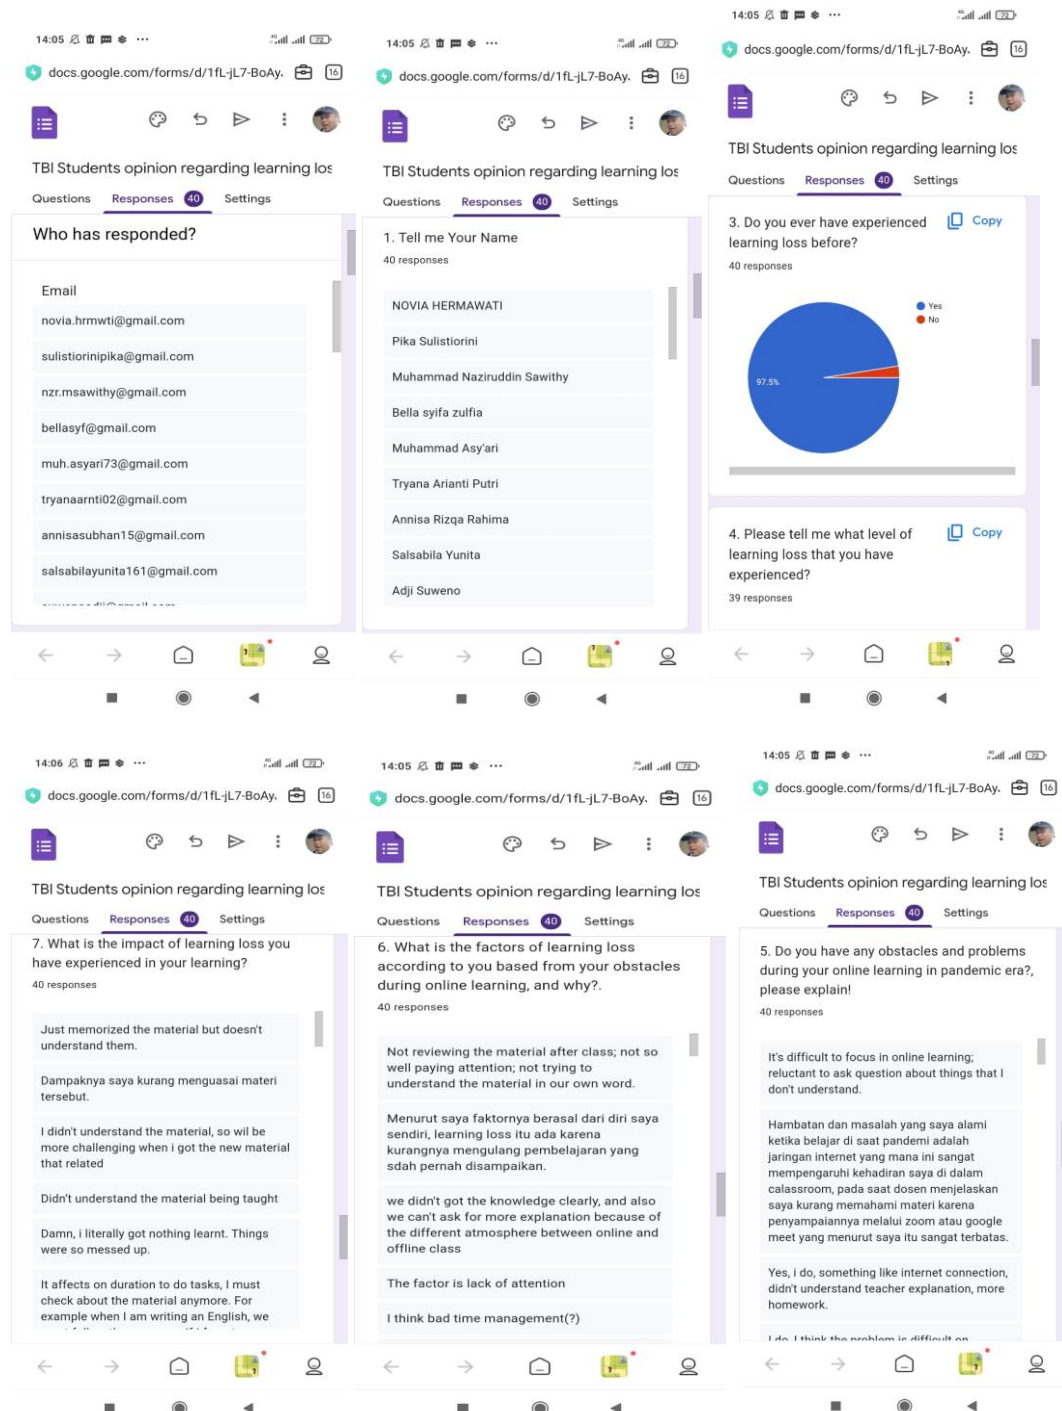 14:05
docs.google.com/forms/d/1fL-jL7-BoAy.
16
TBI Students opinion regarding learning los
Questions
Responses 40
Settings
Who has responded?
Email
novia.hrmwti@gmail.com
sulistiorinipika@gmail.com
nzr.msawithy@gmail.com
bellasyf@gmail.com
muh.asyari73@gmail.com
tryanaarnti02@gmail.com
annisasubhan15@gmail.com
salsabilayunita161@gmail.com
14:05
72
docs.google.com/forms/d/1fL-jL7-BoAy.
16
TBI Students opinion regarding learning los
Questions
Responses 40
Settings
1. Tell me Your Name
40 responses
NOVIA HERMAWATI
Pika Sulistiorini
Muhammad Naziruddin Sawithy
Bella syifa zulfia
Muhammad Asy'ari
Tryana Arianti Putri
Annisa Rizqa Rahima
Salsabila Yunita
Adji Suweno
14:05
72
docs.google.com/forms/d/1fL-jL7-BoAy.
16
TBI Students opinion regarding learning los
Questions
Responses 40
Settings
3. Do you ever have experienced
learning loss before?
Copy
40 responses
Yes
No
97.5%
4. Please tell me what level of
learning loss that you have
experienced?
Copy
39 responses
14:06
72
docs.google.com/forms/d/1fL-jL7-BoAy.
16
TBI Students opinion regarding learning los
Questions
Responses 40
Settings
7. What is the impact of learning loss you
have experienced in your learning?
40 responses
Just memorized the material but doesn't
understand them.
Dampaknya saya kurang menguasai materi
tersebut.
I didn't understand the material, so wil be
more challenging when i got the new material
that related
Didn't understand the material being taught
Damn, i literally got nothing learnt. Things
were so messed up.
It affects on duration to do tasks, I must
check about the material anymore. For
example when I am writing an English, we
14:05
72
docs.google.com/forms/d/1fL-jL7-BoAy.
16
TBI Students opinion regarding learning los
Questions
Responses 40
Settings
6. What is the factors of learning loss
according to you based from your obstacles
during online learning, and why?.
40 responses
Not reviewing the material after class; not so
well paying attention; not trying to
understand the material in our own word.
Menurut saya faktornya berasal dari diri saya
sendiri, learning loss itu ada karena
kurangnya mengulang pembelajaran yang
sdah pernah disampaikan.
we didn't got the knowledge clearly, and also
we can't ask for more explanation because of
the different atmosphere between online and
offline class
The factor is lack of attention
I think bad time management(?)
14:05
72
docs.google.com/forms/d/1fL-jL7-BoAy.
16
TBI Students opinion regarding learning los
Questions
Responses 40
Settings
5. Do you have any obstacles and problems
during your online learning in pandemic era?,
please explain!
40 responses
It's difficult to focus in online learning;
reluctant to ask question about things that I
don't understand.
Hambatan dan masalah yang saya alami
ketika belajar di saat pandemi adalah
jaringan internet yang mana ini sangat
mempengaruhi kehadiran saya di dalam
calassroom, pada saat dosen menjelaskan
saya kurang memahami materi karena
penyampaiannya melalui zoom atau google
meet yang menurut saya itu sangat terbatas.
Yes, i do, something like internet connection,
didn't understand teacher explanation, more
homework.
I do. I think the problem is difficult on